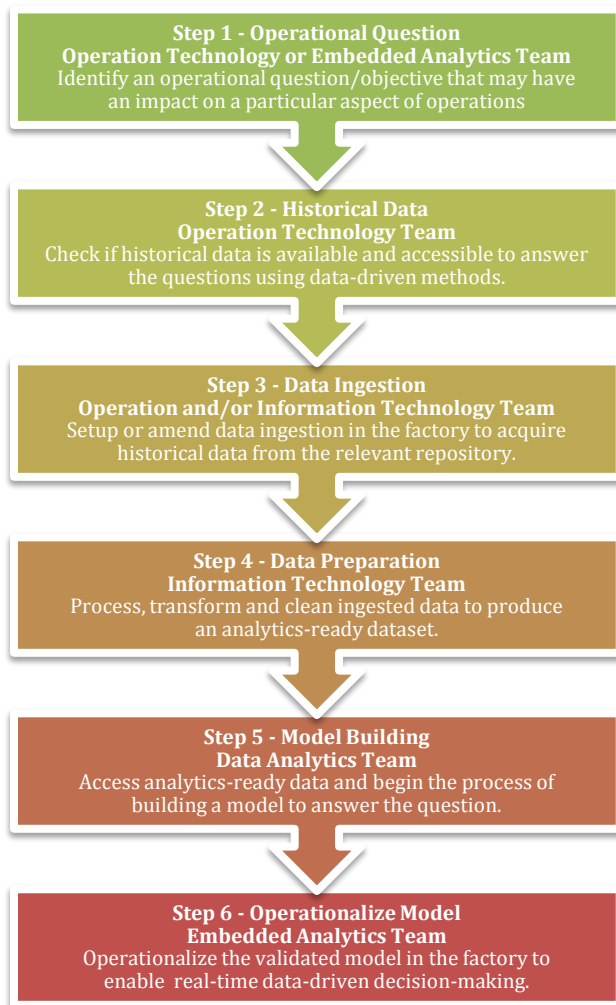 Step 1 - Operational Question
Operation Technology or Embedded Analytics Team
Identify an operational question/objective that may have
an impact on a particular aspect of operations
Step 2 - Historical Data
Operation Technology Team
Check if historical data is available and accessible to answer
the questions using data-driven methods.
Step 3 - Data Ingestion
Operation and/or Information Technology Team
Setup or amend data ingestion in the factory to acquire
historical data from the relevant repository.
Step 4 - Data Preparation
Information Technology Team
Process, transform and clean ingested data to produce
an analytics-ready dataset.
Step 5 - Model Building
Data Analytics Team
Access analytics-ready data and begin the process of
building a model to answer the question.
Step 6 - Operationalize Model
Embedded Analytics Team
Operationalize the validated model in the factory to
enable real-time data-driven decision-making.